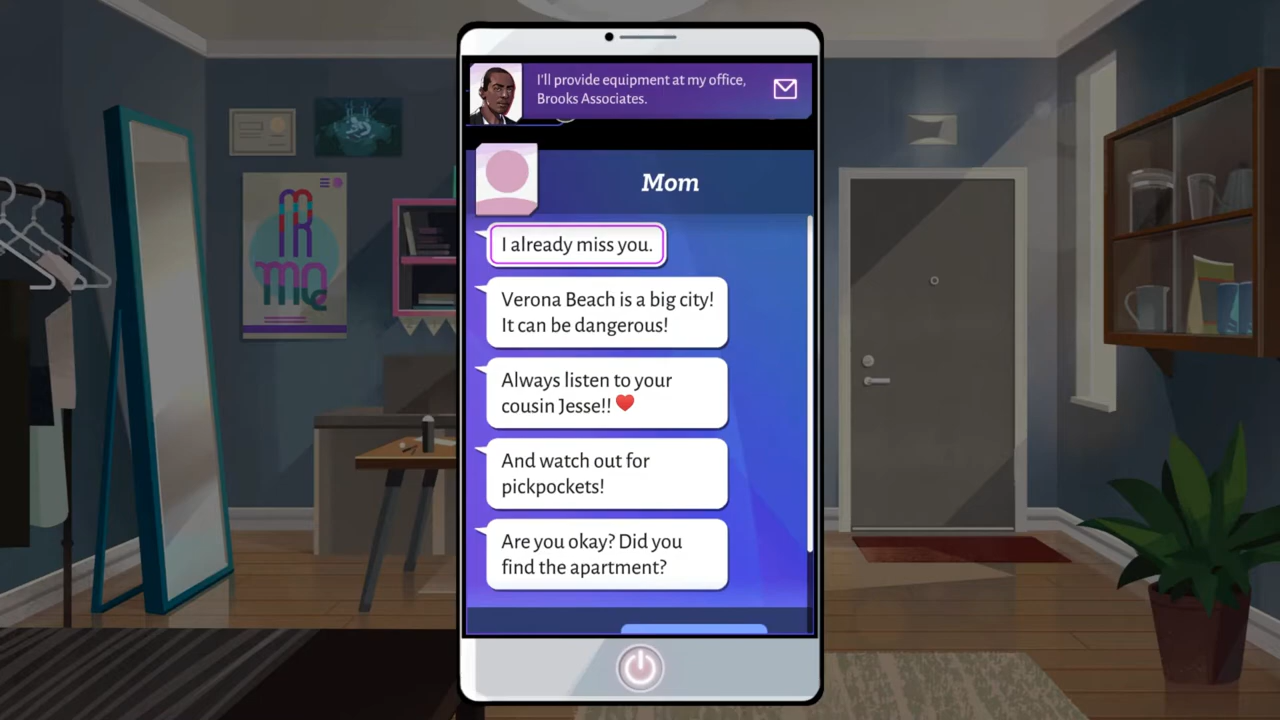 I'll provide equipment at my office,
Brooks Associates.
Mom
I already miss you.
Verona Beach is a big city!
It can be dangerous!
Always listen to your
cousin Jesse!! ❤️
And watch out for
pickpockets!
Are you okay? Did you
find the apartment?